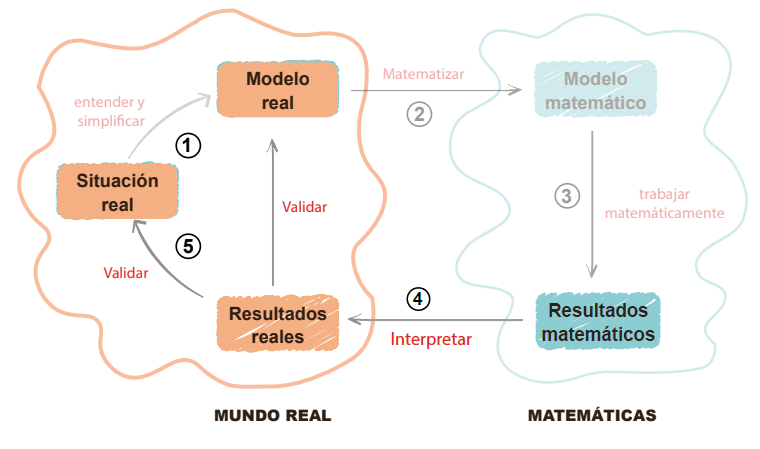 Modelo
real
Matematizar
2
Modelo
matemático
entender y
simplificar
1
Situación
real
Validar
3
trabajar
matemáticamente
5
Validar
Resultados
reales
4
Interpretar
Resultados
matemáticos
MUNDO REAL
MATEMÁTICAS